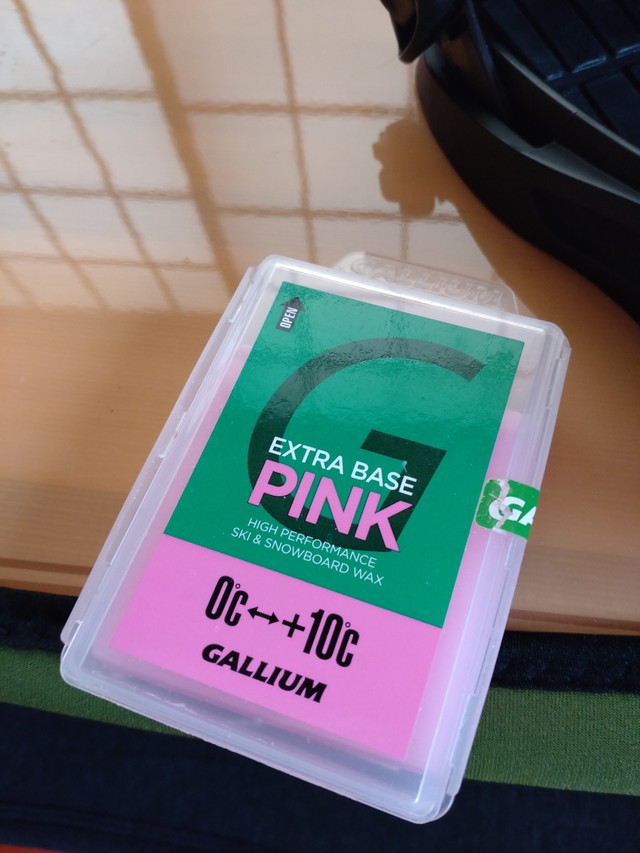 OPEN
EXTRA BASE
PINK
HIGH PERFORMANCE
SKI & SNOWBOARD WAX
0℃↔+10℃
GALLIUM